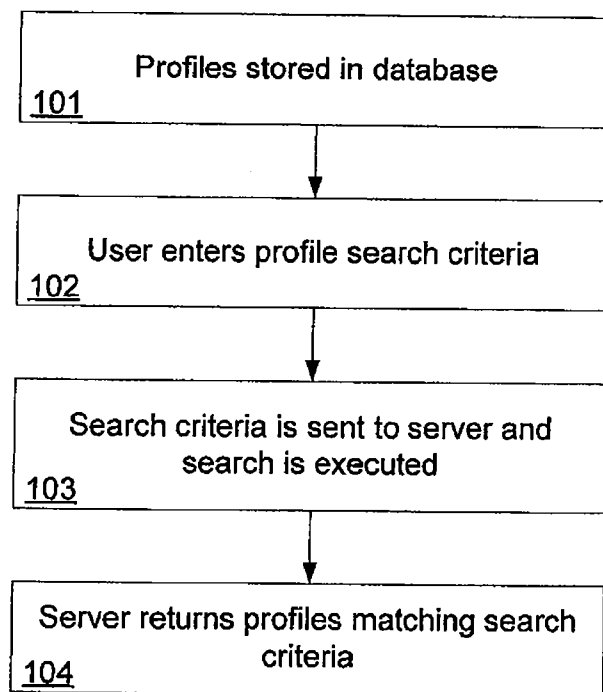 Profiles stored in database
101
User enters profile search criteria
102
Search criteria is sent to server and
search is executed
103
Server returns profiles matching search
criteria
104